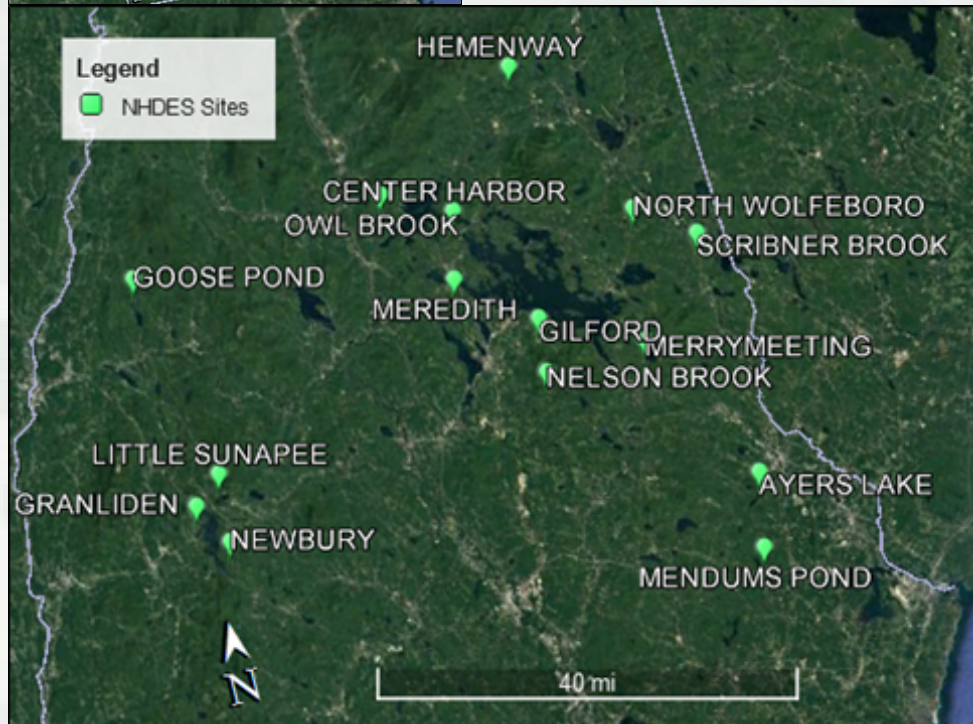 HEMENWAY
Legend
NHDES Sites
CENTER HARBOR
OWL BROOK
NORTH WOLFEBORO
SCRIBNER BROOK
GOOSE POND
MEREDITH
GILFORD
MERRYMEETING
NELSON BROOK
LITTLE SUNAPEE
AYERS LAKE
GRANLIDEN
NEWBURY
MENDUMS POND
N
40 mi